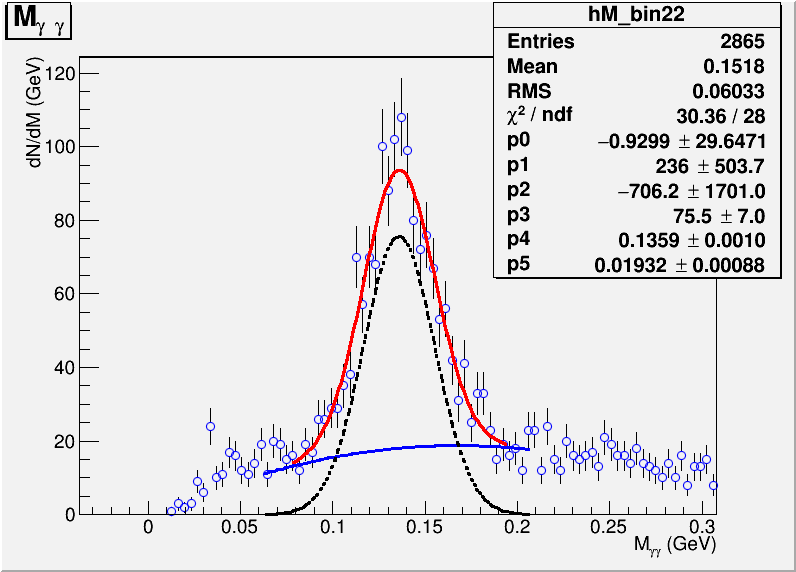 M γ γ
hM_bin22
Entries 2865
Mean 0.1518
RMS 0.06033
χ² / ndf 30.36 / 28
p0 −0.9299 ± 29.6471
p1 236 ± 503.7
p2 −706.2 ± 1701.0
p3 75.5 ± 7.0
p4 0.1359 ± 0.0010
p5 0.01932 ± 0.00088
dN/dM (GeV)
120
100
80
60
40
20
0
0 0.05 0.1 0.15 0.2 0.25 0.3
Mγγ (GeV)